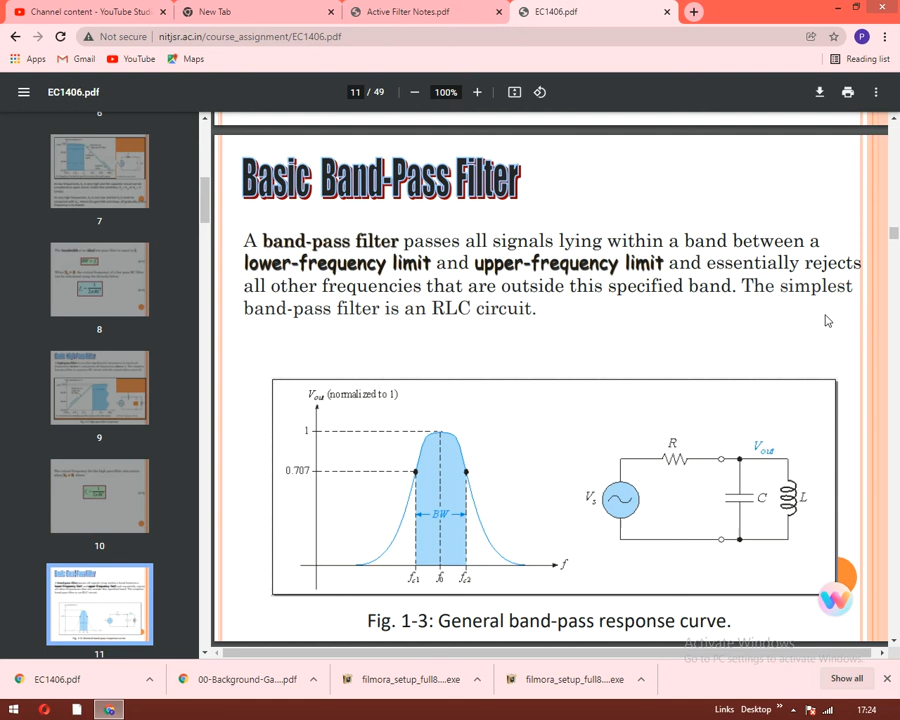 Channel content - YouTube Stud
New Tab
Active Filter Notes.pdf
EC1406.pdf
Not secure | nitjsr.ac.in/course_assignment/EC1406.pdf
P
Apps Gmail YouTube Maps
Reading list
EC1406.pdf
11 / 49
100%
7
8
9
10
11
Basic Band-Pass Filter
A band-pass filter passes all signals lying within a band between a
lower-frequency limit and upper-frequency limit and essentially rejects
all other frequencies that are outside this specified band. The simplest
band-pass filter is an RLC circuit.
Vout (normalized to 1)
1
0.707
BW
fc1 f0 fc2
f
R
Vout
Vs
C
L
Fig. 1-3: General band-pass response curve.
Activate Windows
Go to PC settings to activate Windows.
EC1406.pdf
00-Background-Ga....pdf
filmora_setup_full8....exe
filmora_setup_full8....exe
Show all
Links Desktop
17:24